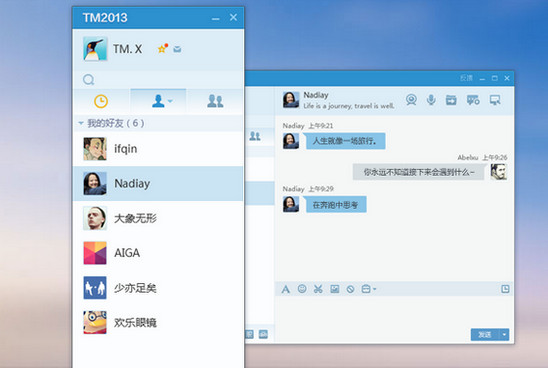 TM2013
TM. X
我的好友（6）
ifqin
Nadiay
大象无形
AIGA
少亦足矣
欢乐眼镜
反馈
Nadiay
Life is a journey, travel is well.
Nadiay 上午9:21
人生就像一场旅行。
Abelxu 上午9:26
你永远不知道接下来会遇到什么~
Nadiay 上午9:29
在奔跑中思考
发送